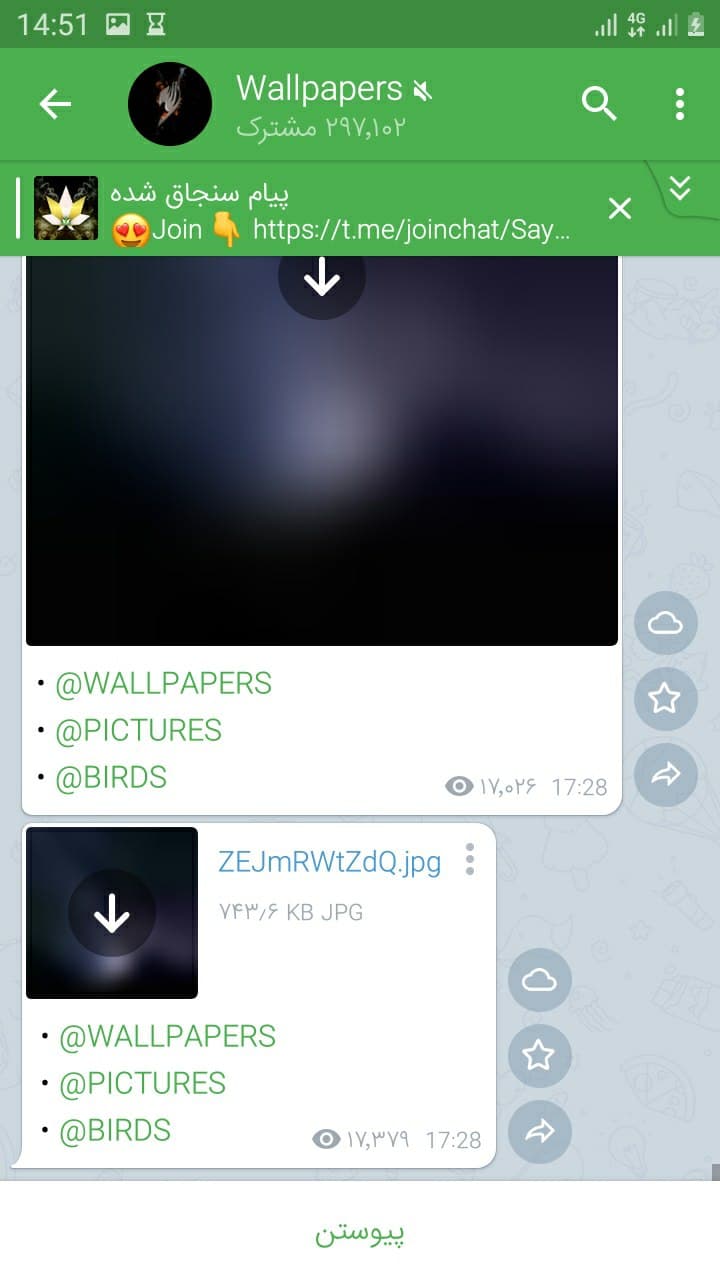 14:51
4G
Wallpapers
۲۹۷,۱۰۲ مشترک
پیام سنجاق شده
😍Join 👇 https://t.me/joinchat/Say...
• @WALLPAPERS
• @PICTURES
• @BIRDS
۱۷,۰۲۶ 17:28
ZEJmRWtZdQ.jpg
۷۴۳٫۶ KB JPG
• @WALLPAPERS
• @PICTURES
• @BIRDS
۱۷,۳۷۹ 17:28
پیوستن